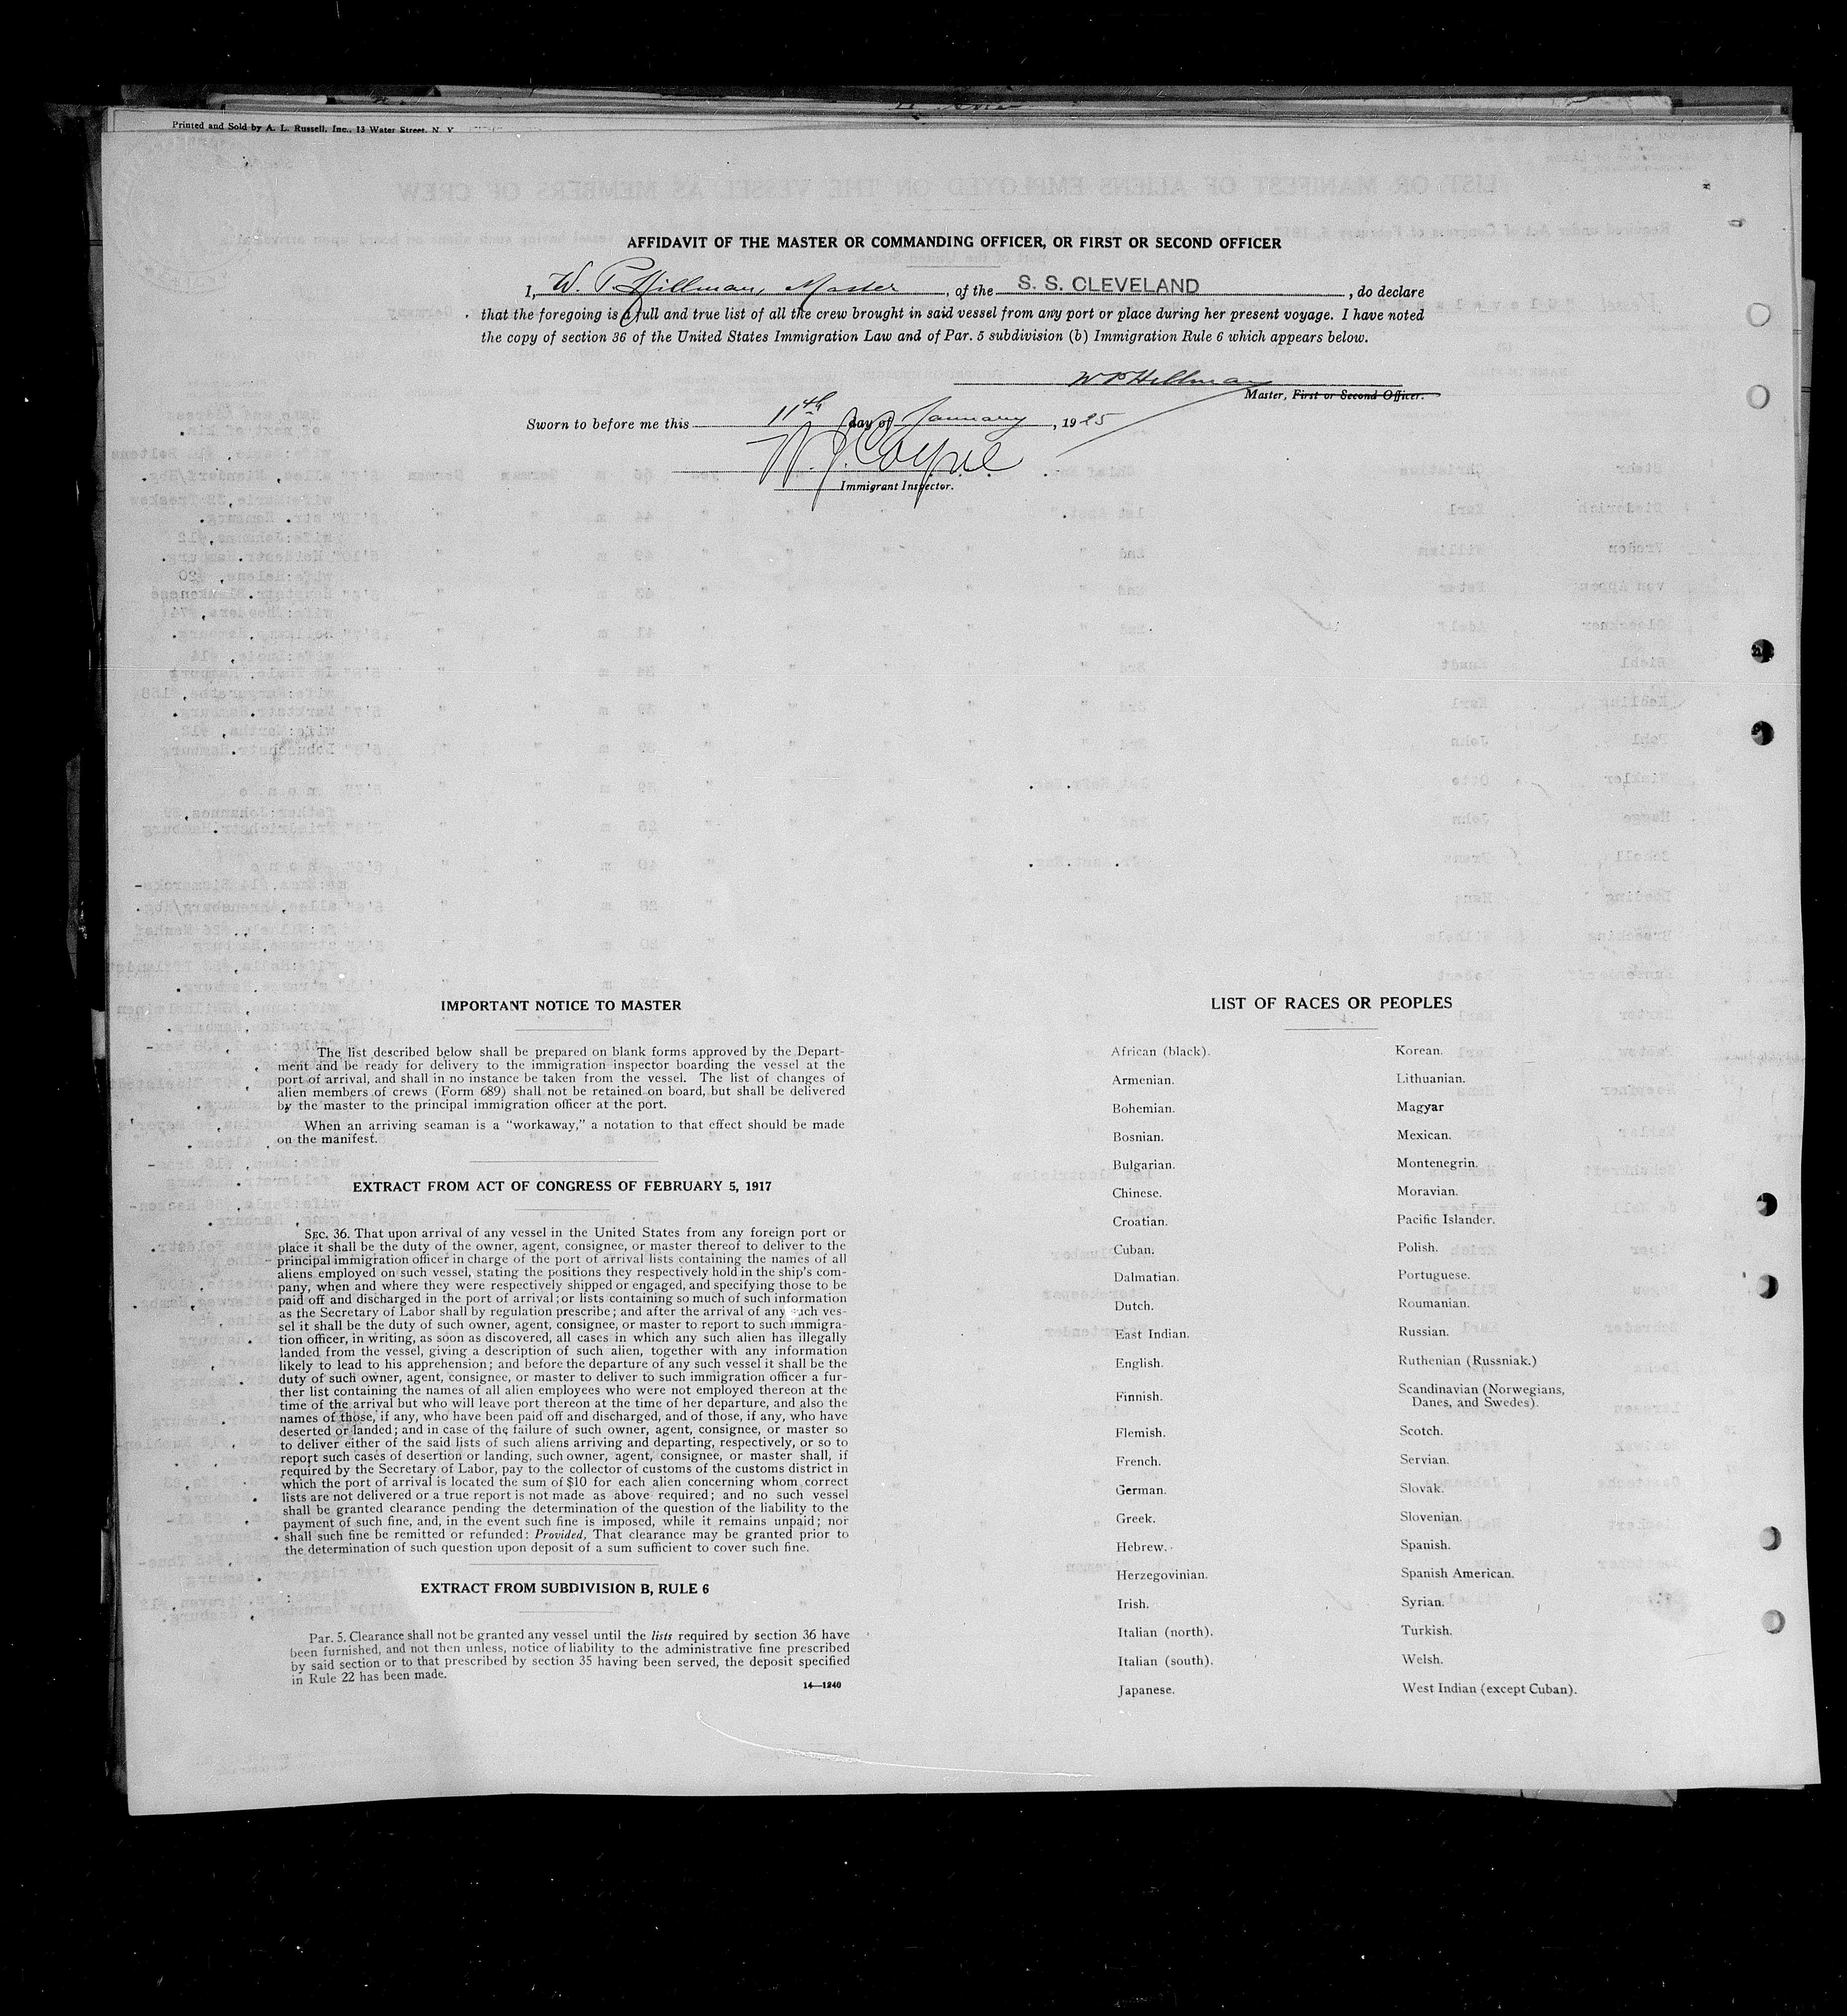 Printed and Sold by A. L. Russell, Inc., 13 Water Street, N. Y.
AFFIDAVIT OF THE MASTER OR COMMANDING OFFICER, OR FIRST OR SECOND OFFICER
I, W. P. Hillman, Master, of the S. S. CLEVELAND, do declare
that the foregoing is a full and true list of all the crew brought in said vessel from any port or place during her present voyage. I have noted
the copy of section 36 of the United States Immigration Law and of Par. 5 subdivision (b) Immigration Rule 6 which appears below.
W P Hillman
Master, First or Second Officer.
Sworn to before me this 11th day of January, 1925
W. J. Coyne
Immigrant Inspector.
IMPORTANT NOTICE TO MASTER
The list described below shall be prepared on blank forms approved by the Depart-
ment and be ready for delivery to the immigration inspector boarding the vessel at the
port of arrival, and shall in no instance be taken from the vessel. The list of changes of
alien members of crews (Form 689) shall not be retained on board, but shall be delivered
by the master to the principal immigration officer at the port.
When an arriving seaman is a “workaway,” a notation to that effect should be made
on the manifest.
EXTRACT FROM ACT OF CONGRESS OF FEBRUARY 5, 1917
SEC. 36. That upon arrival of any vessel in the United States from any foreign port or
place it shall be the duty of the owner, agent, consignee, or master thereof to deliver to the
principal immigration officer in charge of the port of arrival lists containing the names of all
aliens employed on such vessel, stating the positions they respectively hold in the ship's com-
pany, when and where they were respectively shipped or engaged, and specifying those to be
paid off and discharged in the port of arrival; or lists containing so much of such information
as the Secretary of Labor shall by regulation prescribe; and after the arrival of any such ves-
sel it shall be the duty of such owner, agent, consignee, or master to report to such immigra-
tion officer, in writing, as soon as discovered, all cases in which any such alien has illegally
landed from the vessel, giving a description of such alien, together with any information
likely to lead to his apprehension; and before the departure of any such vessel it shall be the
duty of such owner, agent, consignee, or master to deliver to such immigration officer a fur-
ther list containing the names of all alien employees who were not employed thereon at the
time of the arrival but who will leave port thereon at the time of her departure, and also the
names of those, if any, who have been paid off and discharged, and of those, if any, who have
deserted or landed; and in case of the failure of such owner, agent, consignee, or master so
to deliver either of the said lists of such aliens arriving and departing, respectively, or so to
report such cases of desertion or landing, such owner, agent, consignee, or master shall, if
required by the Secretary of Labor, pay to the collector of customs of the customs district in
which the port of arrival is located the sum of $10 for each alien concerning whom correct
lists are not delivered or a true report is not made as above required; and no such vessel
shall be granted clearance pending the determination of the question of the liability to the
payment of such fine, and, in the event such fine is imposed, while it remains unpaid; nor
shall such fine be remitted or refunded: Provided, That clearance may be granted prior to
the determination of such question upon deposit of a sum sufficient to cover such fine.
EXTRACT FROM SUBDIVISION B, RULE 6
Par. 5. Clearance shall not be granted any vessel until the lists required by section 36 have
been furnished, and not then unless, notice of liability to the administrative fine prescribed
by said section or to that prescribed by section 35 having been served, the deposit specified
in Rule 22 has been made.
14—1240
LIST OF RACES OR PEOPLES
African (black).
Armenian.
Bohemian.
Bosnian.
Bulgarian.
Chinese.
Croatian.
Cuban.
Dalmatian.
Dutch.
East Indian.
English.
Finnish.
Flemish.
French.
German.
Greek.
Hebrew.
Herzegovinian.
Irish.
Italian (north).
Italian (south).
Japanese.
Korean.
Lithuanian.
Magyar
Mexican.
Montenegrin.
Moravian.
Pacific Islander.
Polish.
Portuguese.
Roumanian.
Russian.
Ruthenian (Russniak.)
Scandinavian (Norwegians,
Danes, and Swedes).
Scotch.
Servian.
Slovak.
Slovenian.
Spanish.
Spanish American.
Syrian.
Turkish.
Welsh.
West Indian (except Cuban).